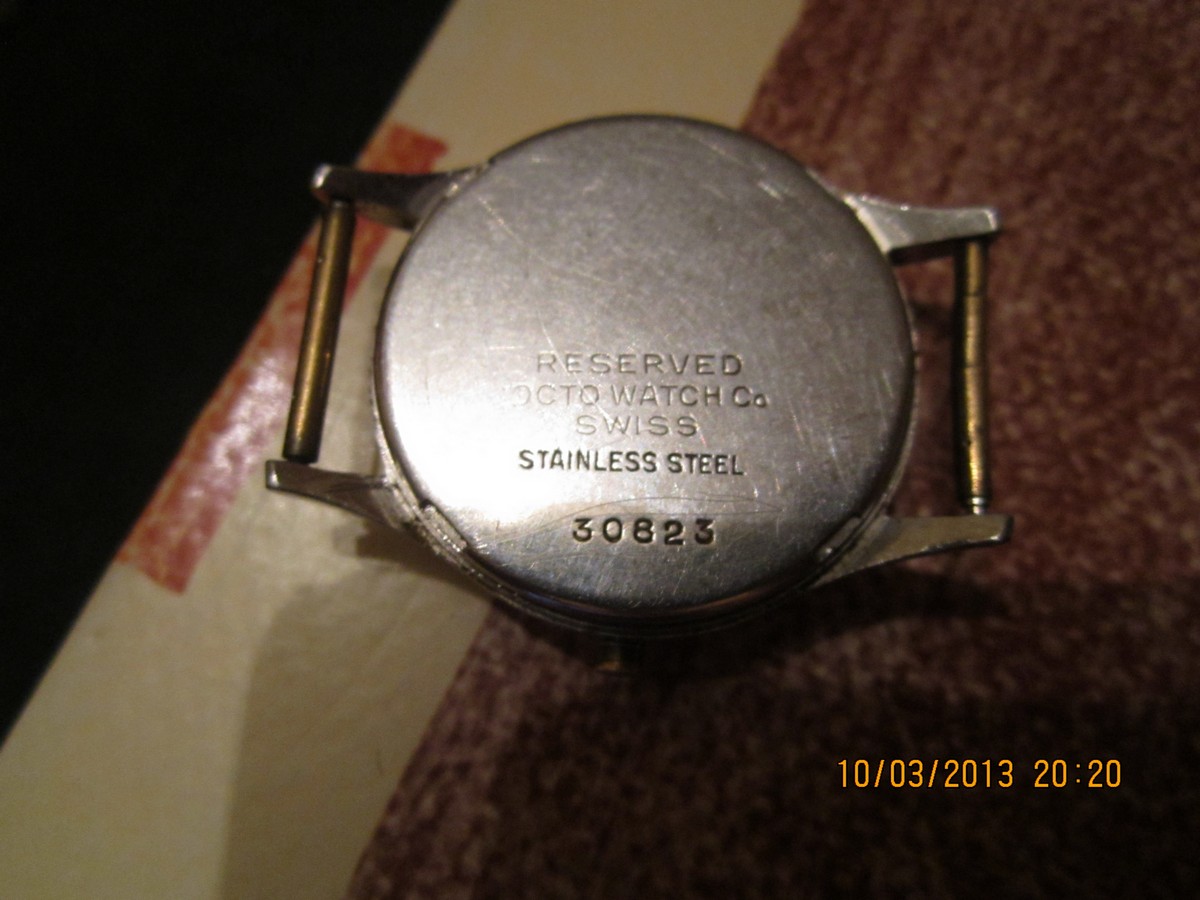 RESERVED
OCTO WATCH Co
SWISS
STAINLESS STEEL
30823
10/03/2013 20:20